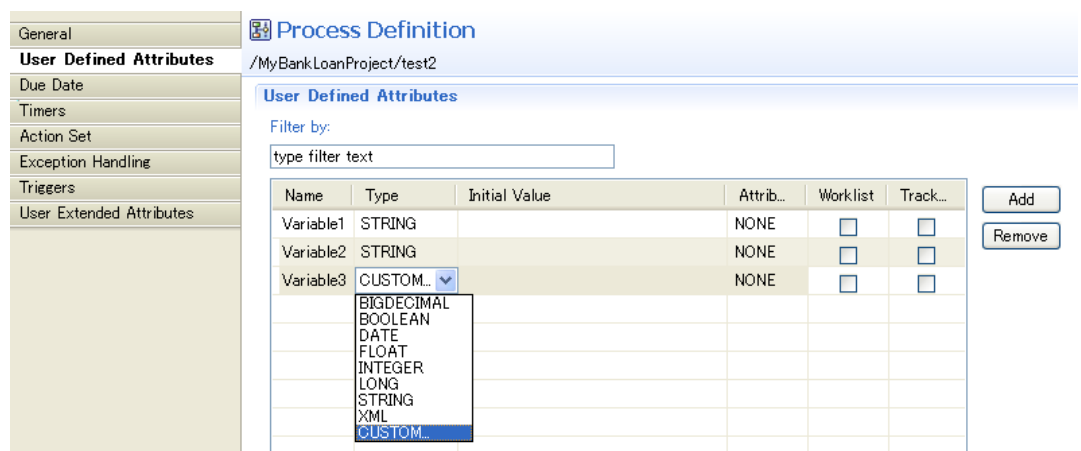 General
User Defined Attributes
Due Date
Timers
Action Set
Exception Handling
Triggers
User Extended Attributes
Process Definition
/MyBankLoanProject/test2
User Defined Attributes
Filter by:
type filter text
Name Type Initial Value Attrib... Worklist Track...
Variable1 STRING NONE
Variable2 STRING NONE
Variable3 CUSTOM... NONE
BIGDECIMAL
BOOLEAN
DATE
FLOAT
INTEGER
LONG
STRING
XML
CUSTOM...
Add
Remove